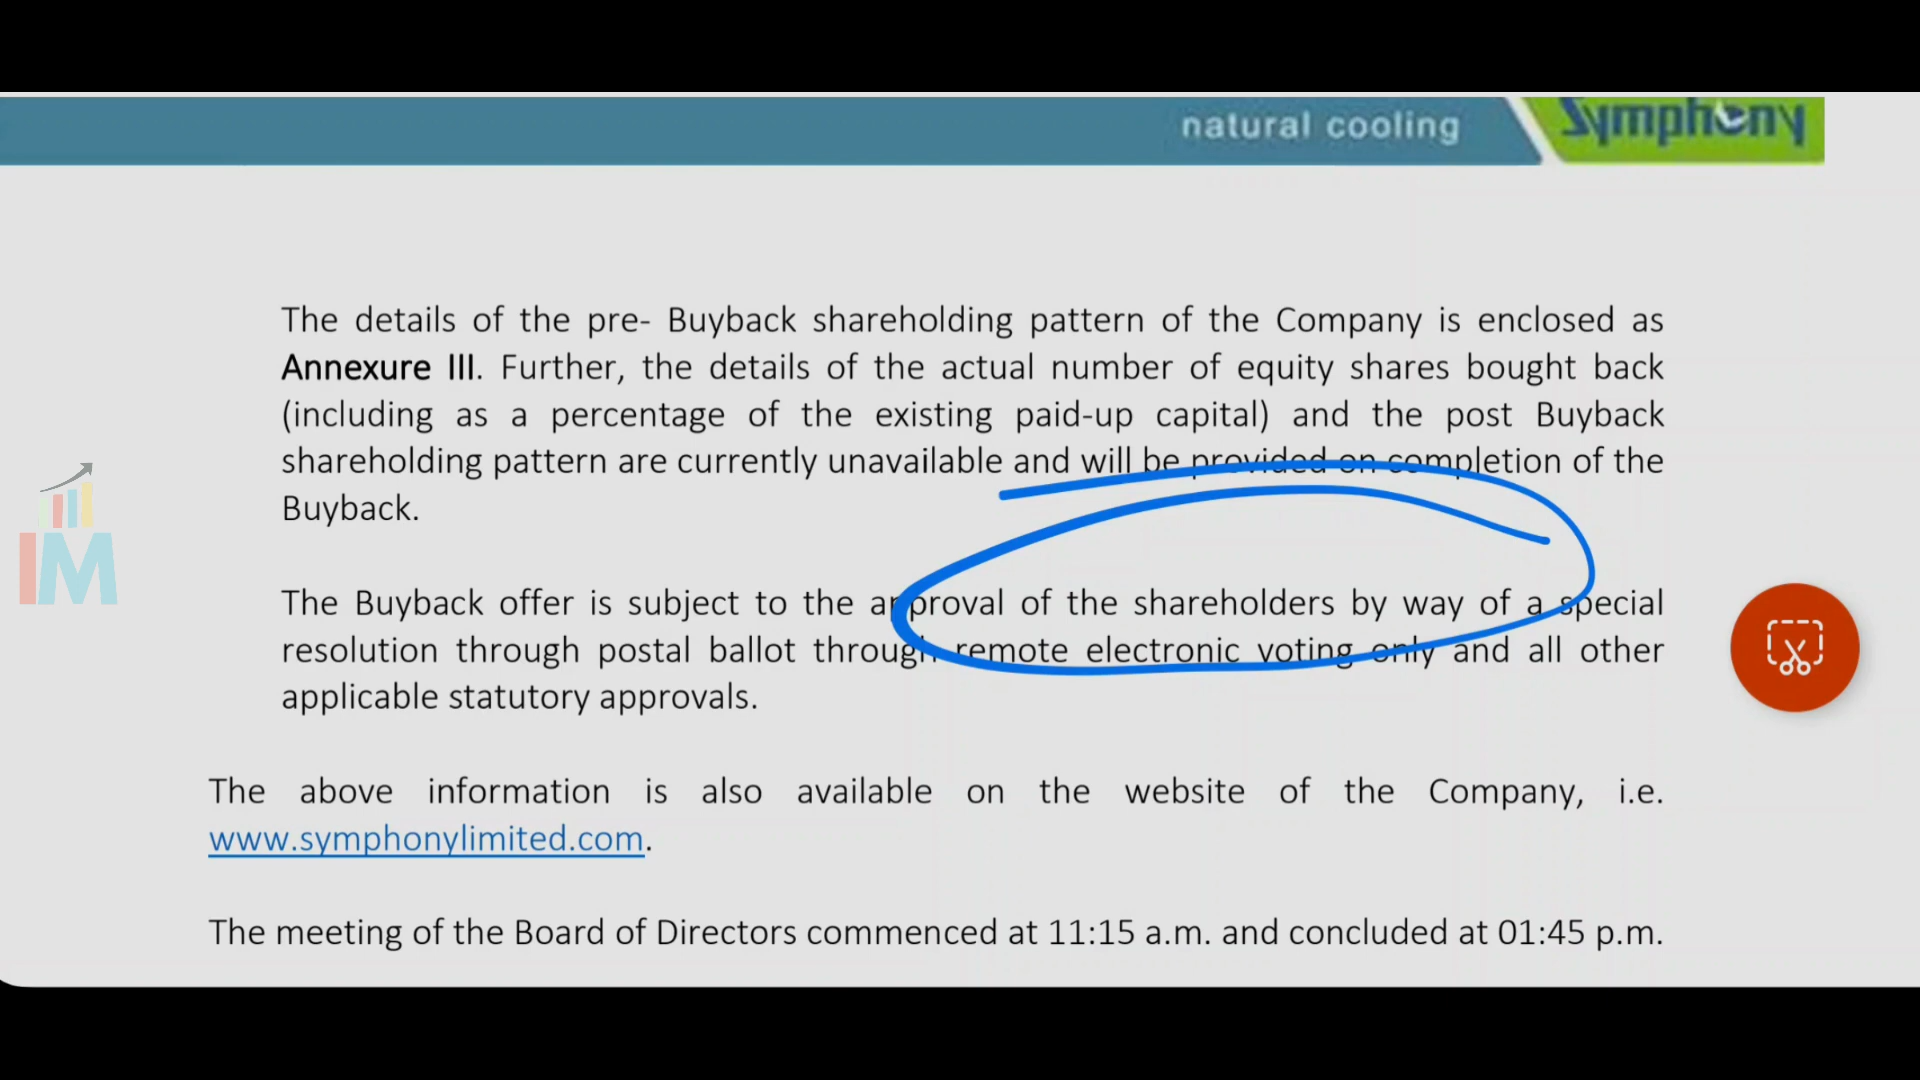 natural cooling
Symphony
The details of the pre- Buyback shareholding pattern of the Company is enclosed as
Annexure III. Further, the details of the actual number of equity shares bought back
(including as a percentage of the existing paid-up capital) and the post Buyback
shareholding pattern are currently unavailable and will be provided on completion of the
Buyback.
IM
The Buyback offer is subject to the approval of the shareholders by way of a special
resolution through postal ballot through remote electronic voting only and all other
applicable statutory approvals.
The above information is also available on the website of the Company, i.e.
www.symphonylimited.com.
The meeting of the Board of Directors commenced at 11:15 a.m. and concluded at 01:45 p.m.